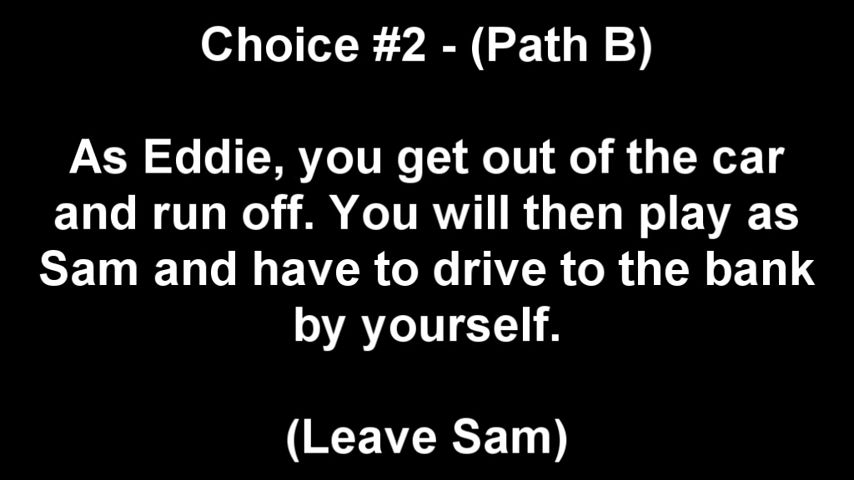 Choice #2 - (Path B)
As Eddie, you get out of the car
and run off. You will then play as
Sam and have to drive to the bank
by yourself.
(Leave Sam)